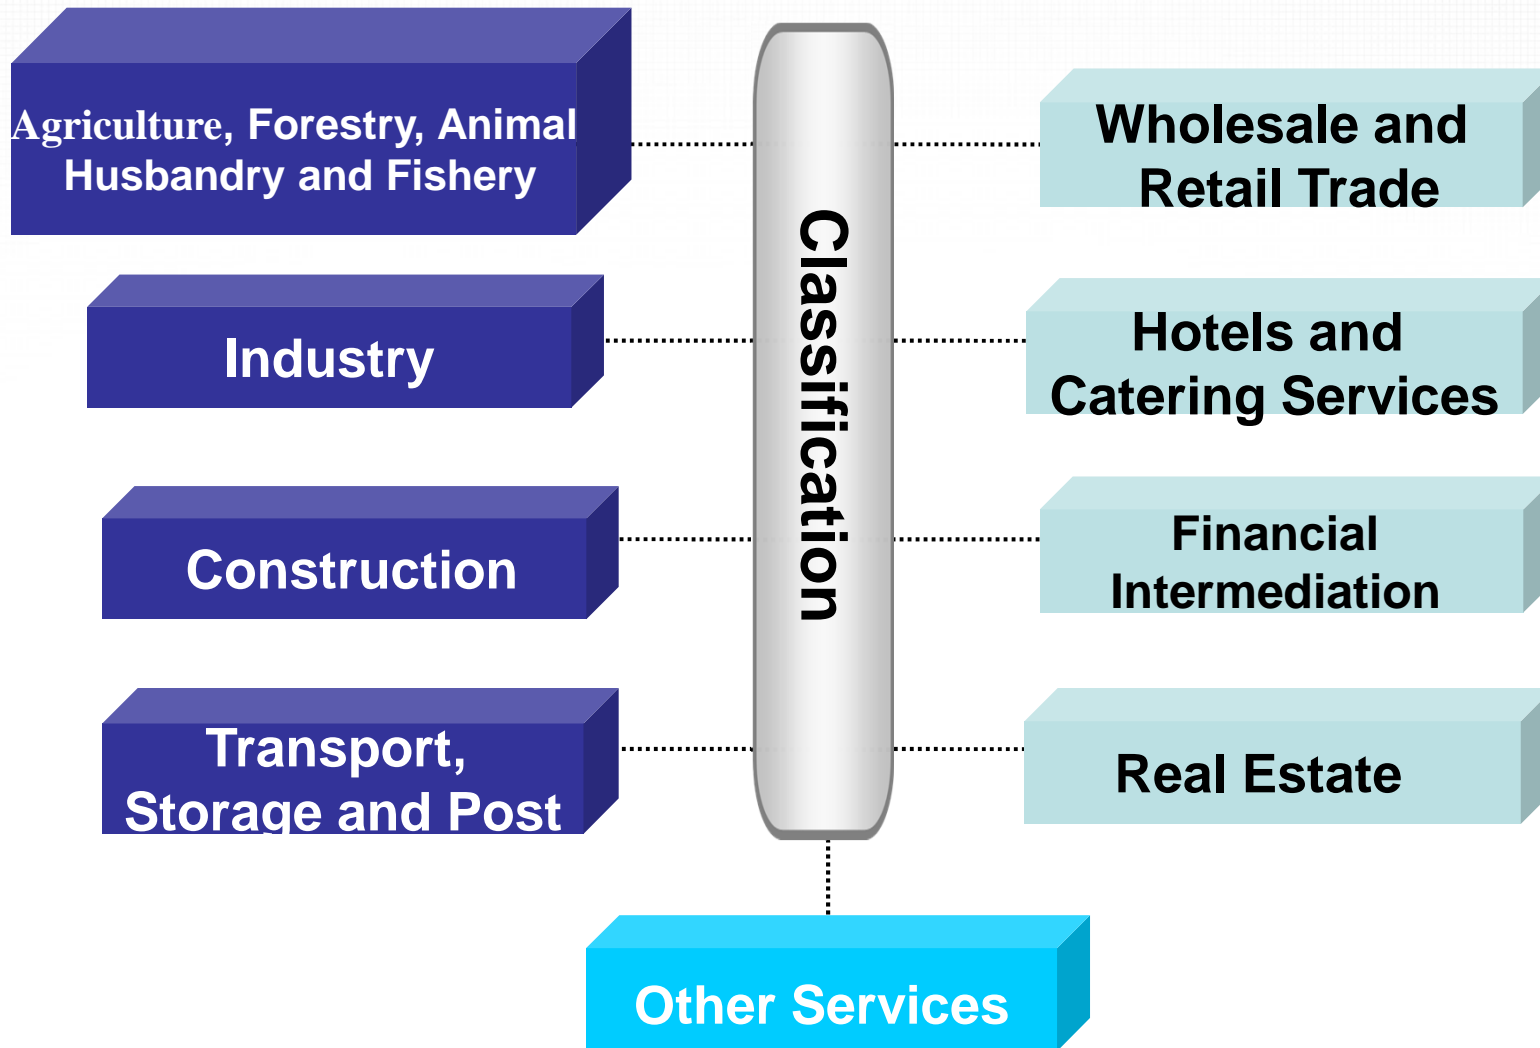 Agriculture, Forestry, Animal
Husbandry and Fishery
Industry
Construction
Transport,
Storage and Post
Classification
Wholesale and
Retail Trade
Hotels and
Catering Services
Financial
Intermediation
Real Estate
Other Services